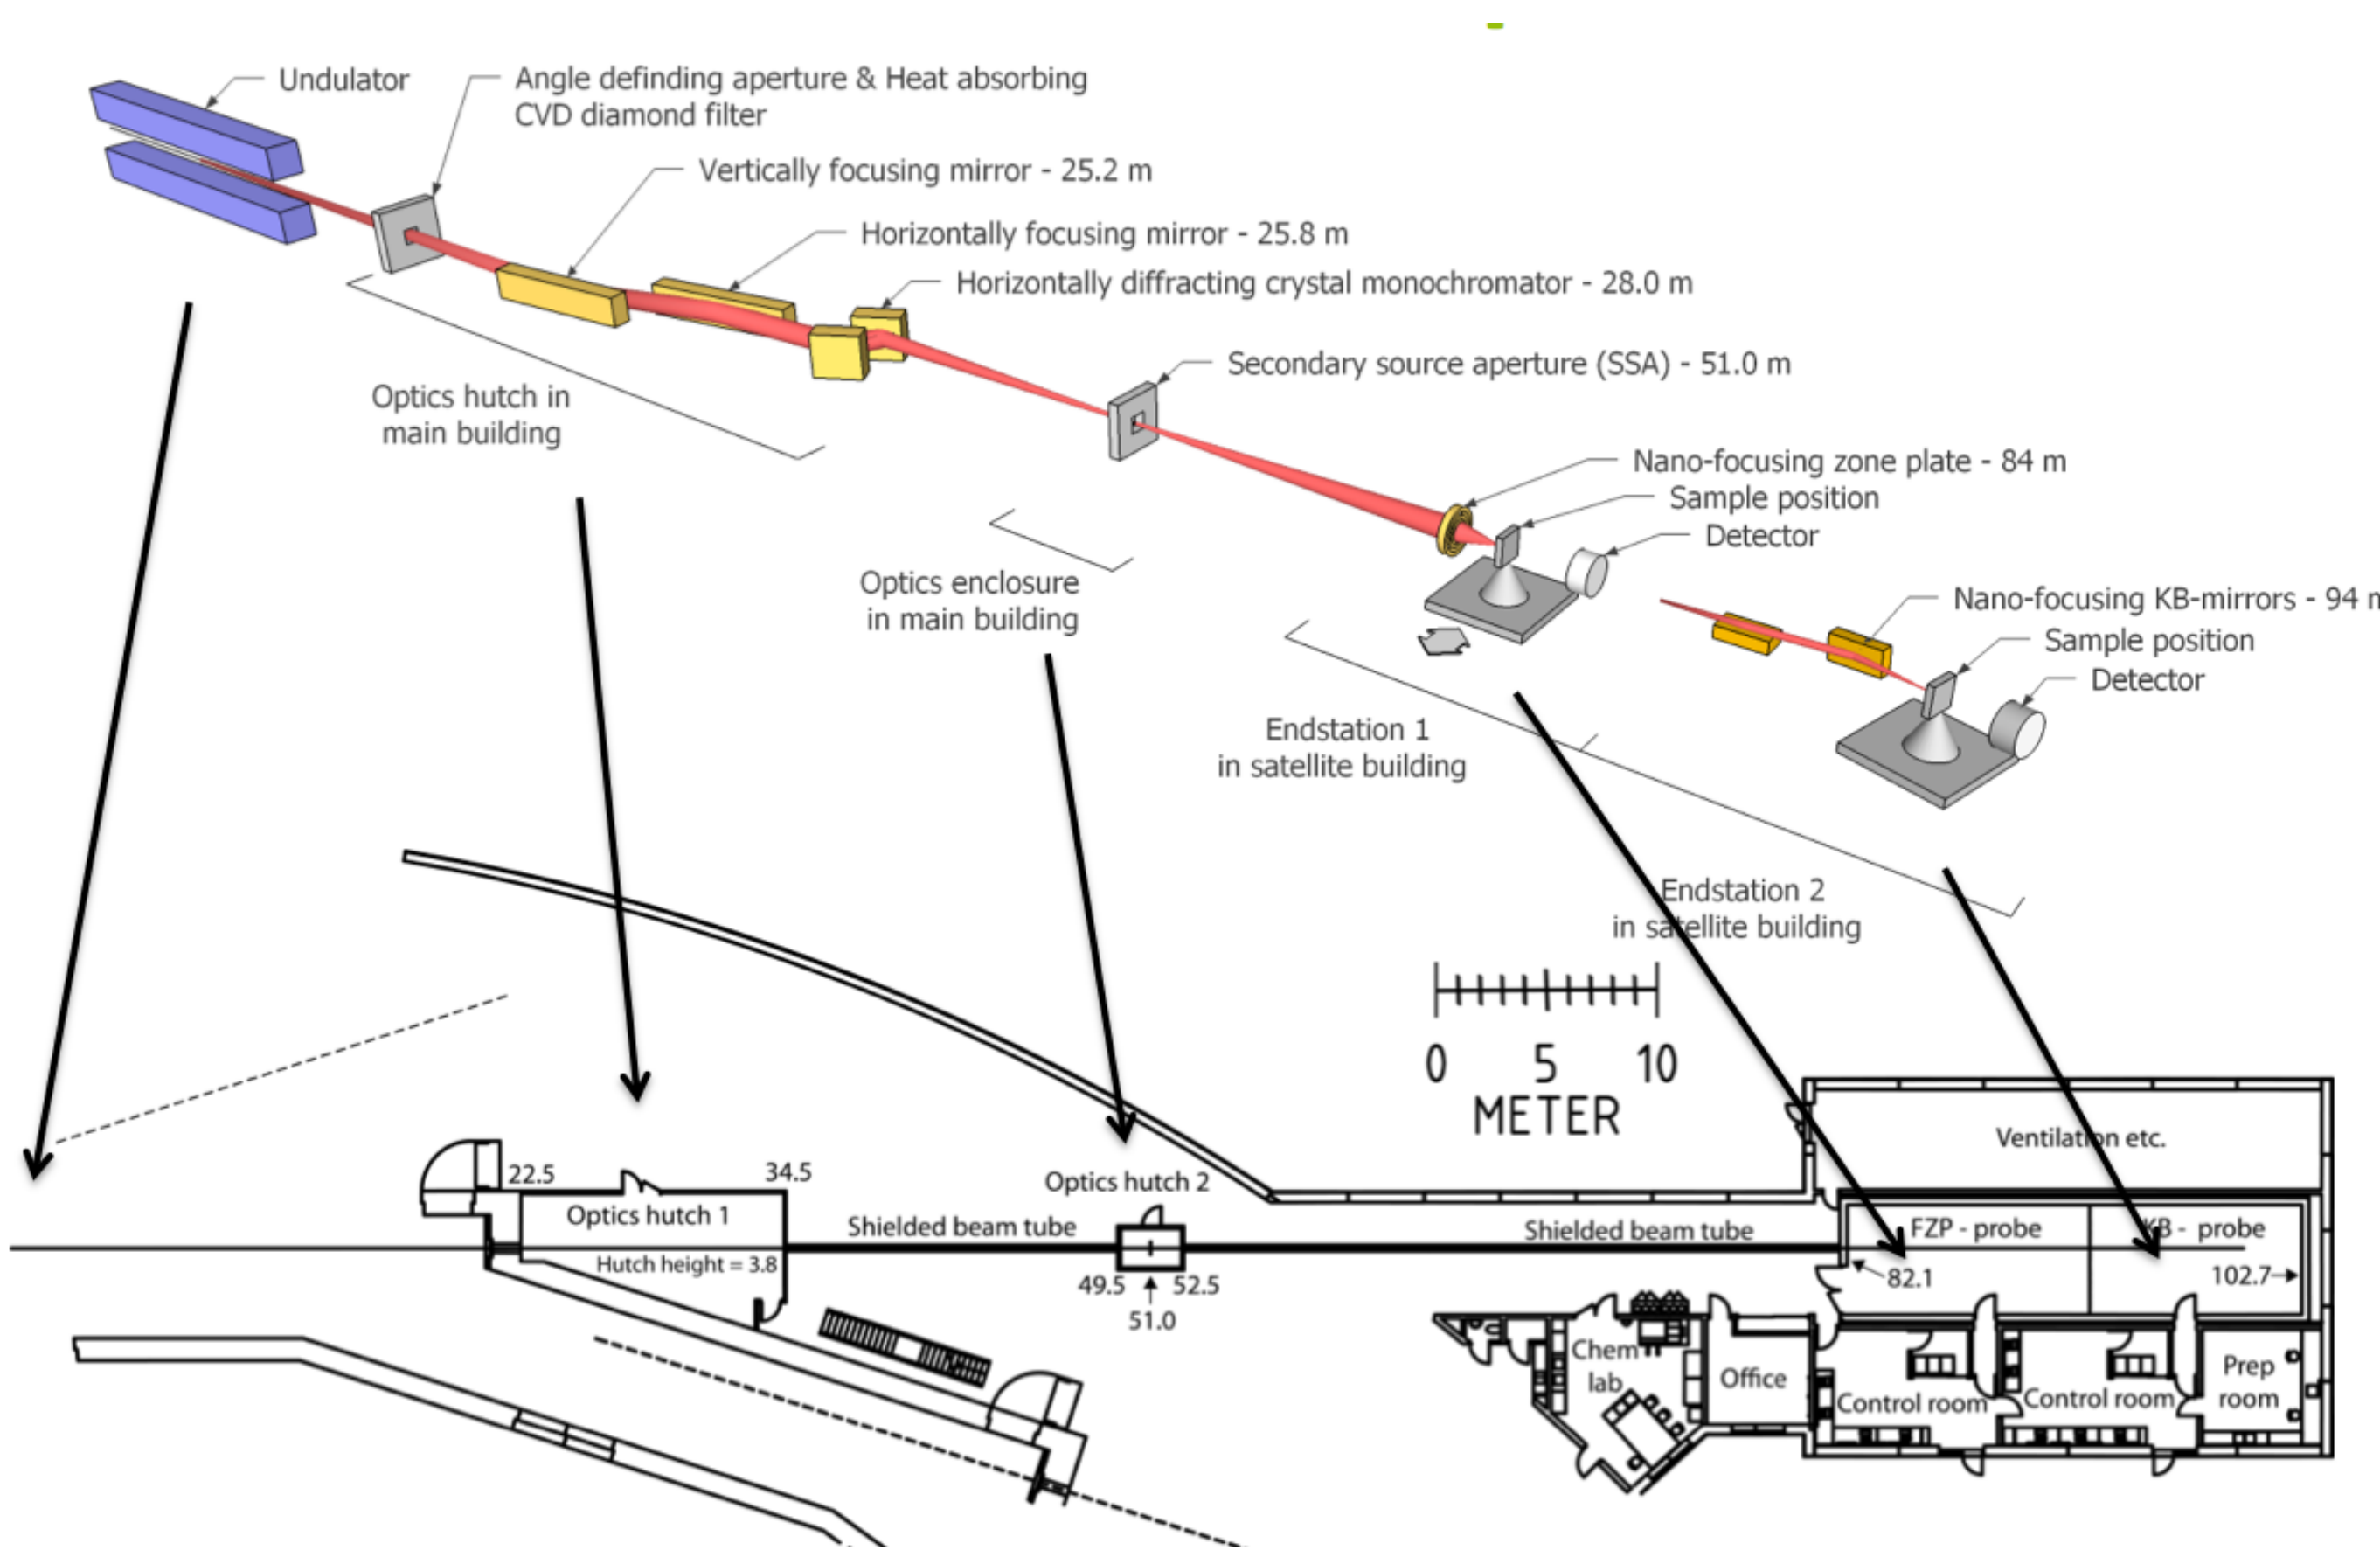 Undulator
Angle definding aperture & Heat absorbing
CVD diamond filter
Vertically focusing mirror - 25.2 m
Horizontally focusing mirror - 25.8 m
Horizontally diffracting crystal monochromator - 28.0 m
Secondary source aperture (SSA) - 51.0 m
Optics hutch in
main building
Nano-focusing zone plate - 84 m
Sample position
Detector
Optics enclosure
in main building
Nano-focusing KB-mirrors - 94 m
Sample position
Detector
Endstation 1
in satellite building
Endstation 2
in satellite building
0 5 10
METER
Ventilation etc.
22.5
34.5
Optics hutch 2
Optics hutch 1
Shielded beam tube
Shielded beam tube
FZP - probe
KB - probe
Hutch height = 3.8
49.5
52.5
82.1
102.7
51.0
Chem
lab
Office
Control room
Control room
Prep
room